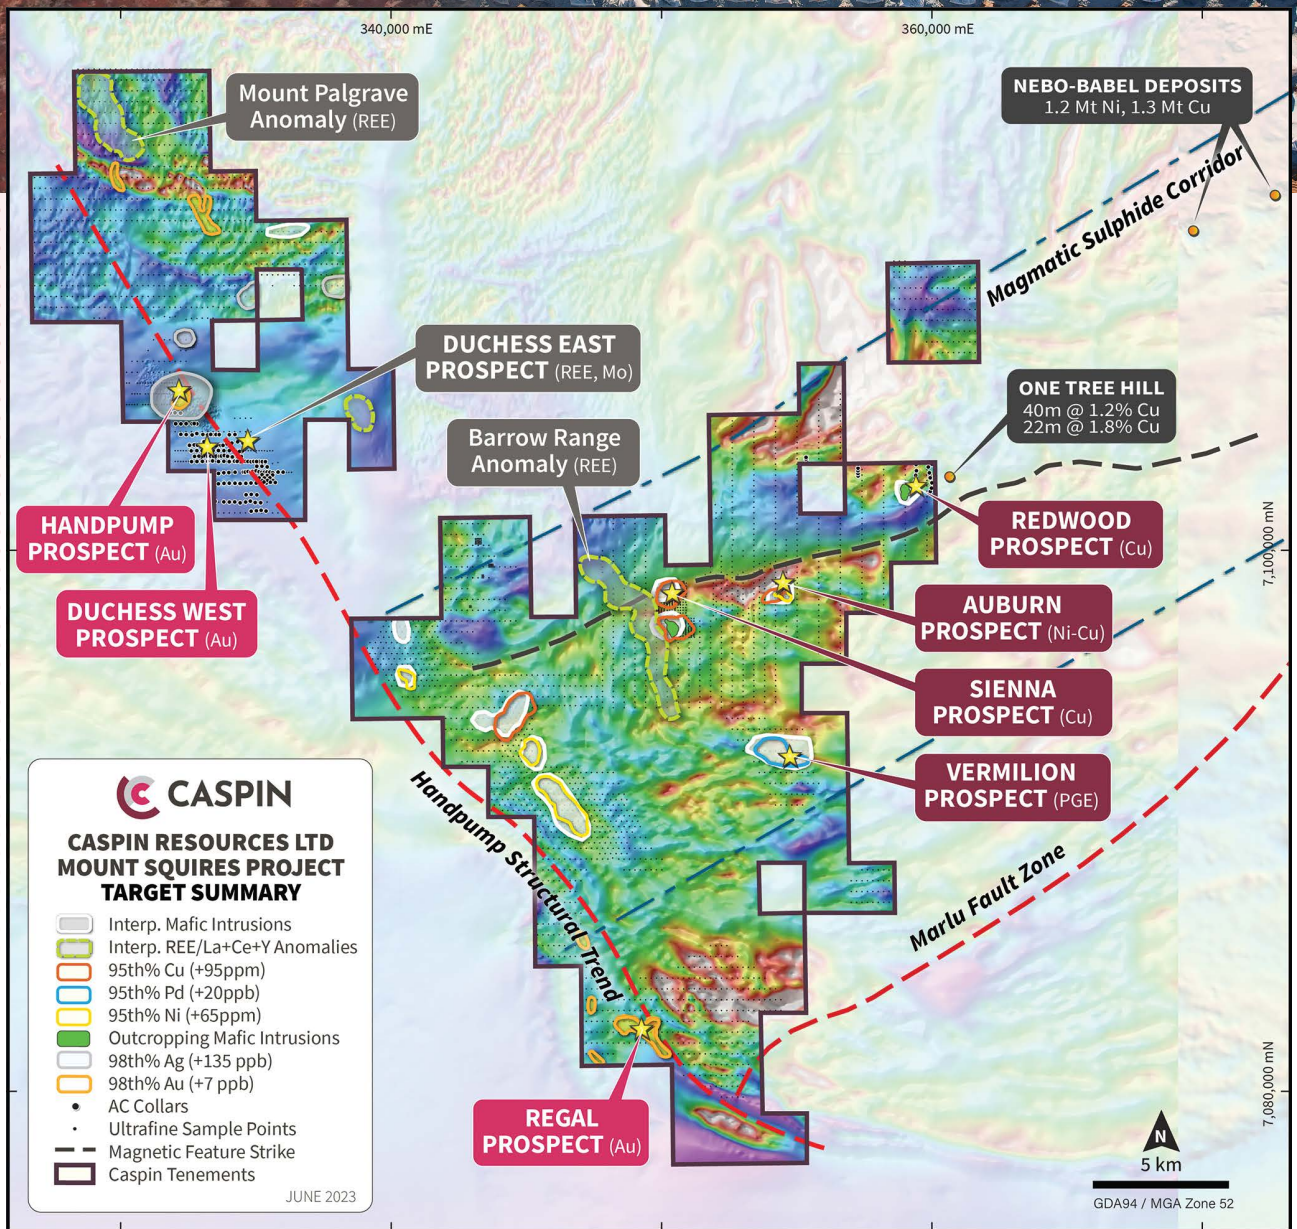 340,000 mE
360,000 mE
Mount Palgrave
Anomaly (REE)
NEBO-BABEL DEPOSITS
1.2 Mt Ni, 1.3 Mt Cu
Magmatic Sulphide Corridor
DUCHESS EAST
PROSPECT (REE, Mo)
ONE TREE HILL
40m @ 1.2% Cu
22m @ 1.8% Cu
Barrow Range
Anomaly (REE)
HANDPUMP
PROSPECT (Au)
REDWOOD
PROSPECT (Cu)
7,100,000 mN
DUCHESS WEST
PROSPECT (Au)
AUBURN
PROSPECT (Ni-Cu)
SIENNA
PROSPECT (Cu)
VERMILION
PROSPECT (PGE)
Handpump Structural Trend
Marlu Fault Zone
CASPIN
CASPIN RESOURCES LTD
MOUNT SQUIRES PROJECT
TARGET SUMMARY
Interp. Mafic Intrusions
Interp. REE/La+Ce+Y Anomalies
95th% Cu (+95ppm)
95th% Pd (+20ppb)
95th% Ni (+65ppm)
Outcropping Mafic Intrusions
98th% Ag (+135 ppb)
98th% Au (+7 ppb)
AC Collars
Ultrafine Sample Points
Magnetic Feature Strike
Caspin Tenements
JUNE 2023
REGAL
PROSPECT (Au)
7,080,000 mN
N
5 km
GDA94 / MGA Zone 52